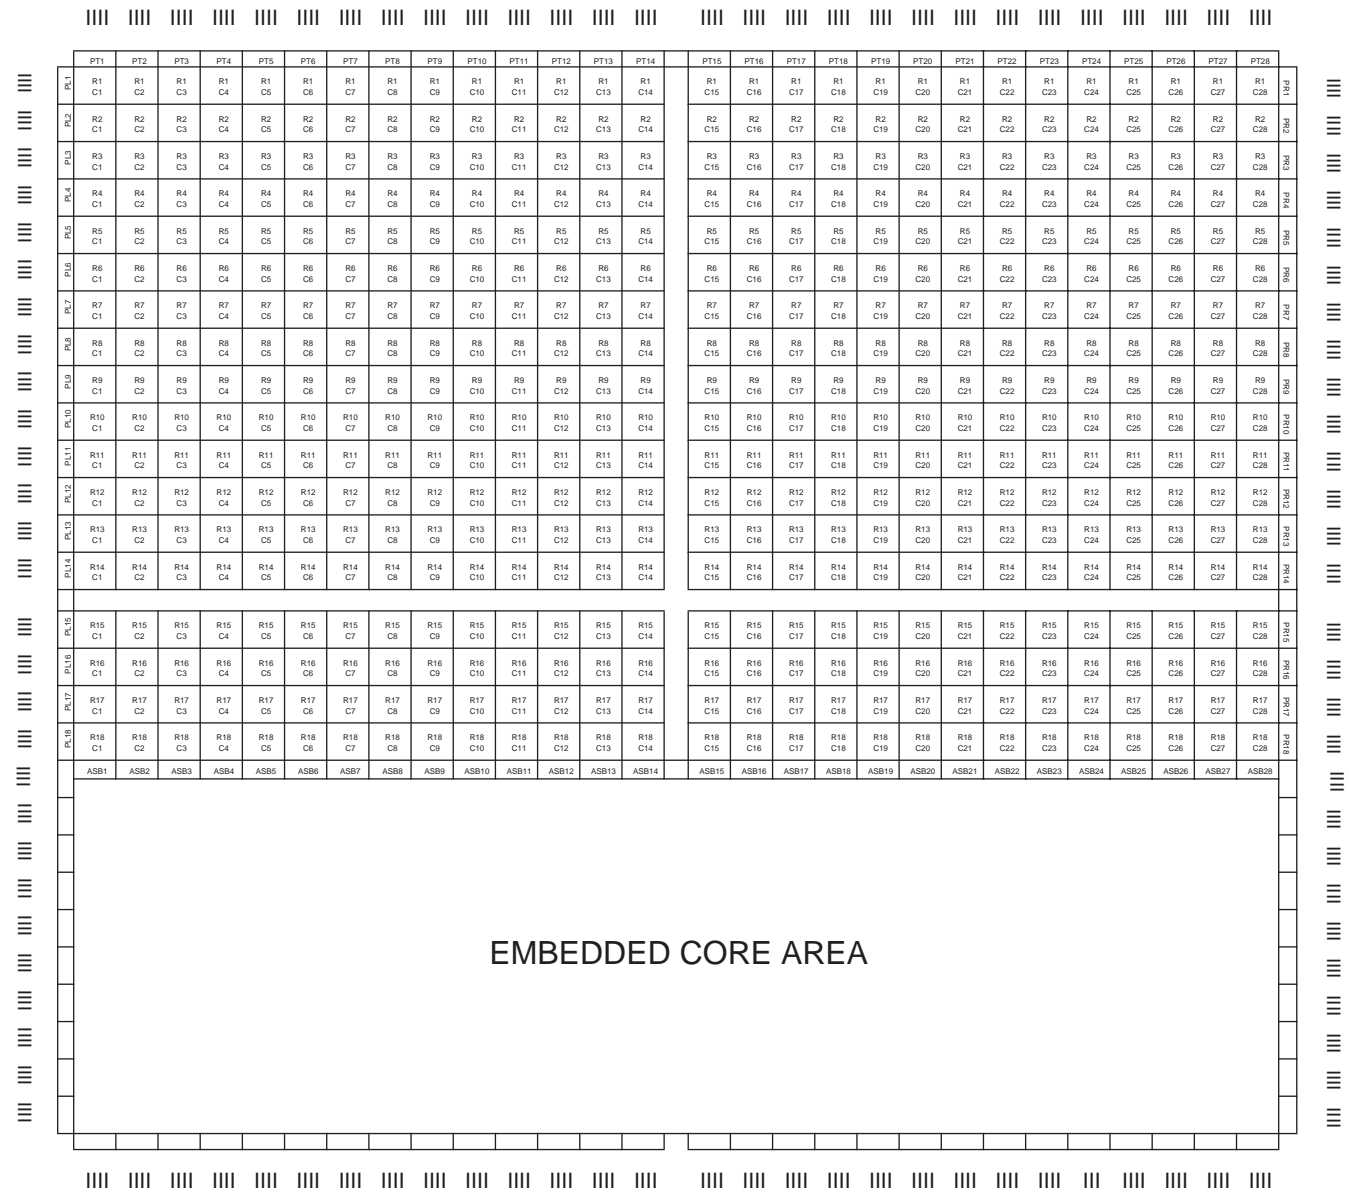 PT1 PT2 PT3 PT4 PT5 PT6 PT7 PT8 PT9 PT10 PT11 PT12 PT13 PT14 PT15 PT16 PT17 PT18 PT19 PT20 PT21 PT22 PT23 PT24 PT25 PT26 PT27 PT28
PL1 R1 R1 R1 R1 R1 R1 R1 R1 R1 R1 R1 R1 R1 R1 R1 R1 R1 R1 R1 R1 R1 R1 R1 R1 R1 R1 R1 R1 PR1
C1 C2 C3 C4 C5 C6 C7 C8 C9 C10 C11 C12 C13 C14 C15 C16 C17 C18 C19 C20 C21 C22 C23 C24 C25 C26 C27 C28
PL2 R2 R2 R2 R2 R2 R2 R2 R2 R2 R2 R2 R2 R2 R2 R2 R2 R2 R2 R2 R2 R2 R2 R2 R2 R2 R2 R2 R2 PR2
C1 C2 C3 C4 C5 C6 C7 C8 C9 C10 C11 C12 C13 C14 C15 C16 C17 C18 C19 C20 C21 C22 C23 C24 C25 C26 C27 C28
PL3 R3 R3 R3 R3 R3 R3 R3 R3 R3 R3 R3 R3 R3 R3 R3 R3 R3 R3 R3 R3 R3 R3 R3 R3 R3 R3 R3 R3 PR3
C1 C2 C3 C4 C5 C6 C7 C8 C9 C10 C11 C12 C13 C14 C15 C16 C17 C18 C19 C20 C21 C22 C23 C24 C25 C26 C27 C28
PL4 R4 R4 R4 R4 R4 R4 R4 R4 R4 R4 R4 R4 R4 R4 R4 R4 R4 R4 R4 R4 R4 R4 R4 R4 R4 R4 R4 R4 PR4
C1 C2 C3 C4 C5 C6 C7 C8 C9 C10 C11 C12 C13 C14 C15 C16 C17 C18 C19 C20 C21 C22 C23 C24 C25 C26 C27 C28
PL5 R5 R5 R5 R5 R5 R5 R5 R5 R5 R5 R5 R5 R5 R5 R5 R5 R5 R5 R5 R5 R5 R5 R5 R5 R5 R5 R5 R5 PR5
C1 C2 C3 C4 C5 C6 C7 C8 C9 C10 C11 C12 C13 C14 C15 C16 C17 C18 C19 C20 C21 C22 C23 C24 C25 C26 C27 C28
PL6 R6 R6 R6 R6 R6 R6 R6 R6 R6 R6 R6 R6 R6 R6 R6 R6 R6 R6 R6 R6 R6 R6 R6 R6 R6 R6 R6 R6 PR6
C1 C2 C3 C4 C5 C6 C7 C8 C9 C10 C11 C12 C13 C14 C15 C16 C17 C18 C19 C20 C21 C22 C23 C24 C25 C26 C27 C28
PL7 R7 R7 R7 R7 R7 R7 R7 R7 R7 R7 R7 R7 R7 R7 R7 R7 R7 R7 R7 R7 R7 R7 R7 R7 R7 R7 R7 R7 PR7
C1 C2 C3 C4 C5 C6 C7 C8 C9 C10 C11 C12 C13 C14 C15 C16 C17 C18 C19 C20 C21 C22 C23 C24 C25 C26 C27 C28
PL8 R8 R8 R8 R8 R8 R8 R8 R8 R8 R8 R8 R8 R8 R8 R8 R8 R8 R8 R8 R8 R8 R8 R8 R8 R8 R8 R8 R8 PR8
C1 C2 C3 C4 C5 C6 C7 C8 C9 C10 C11 C12 C13 C14 C15 C16 C17 C18 C19 C20 C21 C22 C23 C24 C25 C26 C27 C28
PL9 R9 R9 R9 R9 R9 R9 R9 R9 R9 R9 R9 R9 R9 R9 R9 R9 R9 R9 R9 R9 R9 R9 R9 R9 R9 R9 R9 R9 PR9
C1 C2 C3 C4 C5 C6 C7 C8 C9 C10 C11 C12 C13 C14 C15 C16 C17 C18 C19 C20 C21 C22 C23 C24 C25 C26 C27 C28
PL10 R10 R10 R10 R10 R10 R10 R10 R10 R10 R10 R10 R10 R10 R10 R10 R10 R10 R10 R10 R10 R10 R10 R10 R10 R10 R10 R10 R10 PR10
C1 C2 C3 C4 C5 C6 C7 C8 C9 C10 C11 C12 C13 C14 C15 C16 C17 C18 C19 C20 C21 C22 C23 C24 C25 C26 C27 C28
PL11 R11 R11 R11 R11 R11 R11 R11 R11 R11 R11 R11 R11 R11 R11 R11 R11 R11 R11 R11 R11 R11 R11 R11 R11 R11 R11 R11 R11 PR11
C1 C2 C3 C4 C5 C6 C7 C8 C9 C10 C11 C12 C13 C14 C15 C16 C17 C18 C19 C20 C21 C22 C23 C24 C25 C26 C27 C28
PL12 R12 R12 R12 R12 R12 R12 R12 R12 R12 R12 R12 R12 R12 R12 R12 R12 R12 R12 R12 R12 R12 R12 R12 R12 R12 R12 R12 R12 PR12
C1 C2 C3 C4 C5 C6 C7 C8 C9 C10 C11 C12 C13 C14 C15 C16 C17 C18 C19 C20 C21 C22 C23 C24 C25 C26 C27 C28
PL13 R13 R13 R13 R13 R13 R13 R13 R13 R13 R13 R13 R13 R13 R13 R13 R13 R13 R13 R13 R13 R13 R13 R13 R13 R13 R13 R13 R13 PR13
C1 C2 C3 C4 C5 C6 C7 C8 C9 C10 C11 C12 C13 C14 C15 C16 C17 C18 C19 C20 C21 C22 C23 C24 C25 C26 C27 C28
PL14 R14 R14 R14 R14 R14 R14 R14 R14 R14 R14 R14 R14 R14 R14 R14 R14 R14 R14 R14 R14 R14 R14 R14 R14 R14 R14 R14 R14 PR14
C1 C2 C3 C4 C5 C6 C7 C8 C9 C10 C11 C12 C13 C14 C15 C16 C17 C18 C19 C20 C21 C22 C23 C24 C25 C26 C27 C28
PL15 R15 R15 R15 R15 R15 R15 R15 R15 R15 R15 R15 R15 R15 R15 R15 R15 R15 R15 R15 R15 R15 R15 R15 R15 R15 R15 R15 R15 PR15
C1 C2 C3 C4 C5 C6 C7 C8 C9 C10 C11 C12 C13 C14 C15 C16 C17 C18 C19 C20 C21 C22 C23 C24 C25 C26 C27 C28
PL16 R16 R16 R16 R16 R16 R16 R16 R16 R16 R16 R16 R16 R16 R16 R16 R16 R16 R16 R16 R16 R16 R16 R16 R16 R16 R16 R16 R16 PR16
C1 C2 C3 C4 C5 C6 C7 C8 C9 C10 C11 C12 C13 C14 C15 C16 C17 C18 C19 C20 C21 C22 C23 C24 C25 C26 C27 C28
PL17 R17 R17 R17 R17 R17 R17 R17 R17 R17 R17 R17 R17 R17 R17 R17 R17 R17 R17 R17 R17 R17 R17 R17 R17 R17 R17 R17 R17 PR17
C1 C2 C3 C4 C5 C6 C7 C8 C9 C10 C11 C12 C13 C14 C15 C16 C17 C18 C19 C20 C21 C22 C23 C24 C25 C26 C27 C28
PL18 R18 R18 R18 R18 R18 R18 R18 R18 R18 R18 R18 R18 R18 R18 R18 R18 R18 R18 R18 R18 R18 R18 R18 R18 R18 R18 R18 R18 PR18
C1 C2 C3 C4 C5 C6 C7 C8 C9 C10 C11 C12 C13 C14 C15 C16 C17 C18 C19 C20 C21 C22 C23 C24 C25 C26 C27 C28
ASB1 ASB2 ASB3 ASB4 ASB5 ASB6 ASB7 ASB8 ASB9 ASB10 ASB11 ASB12 ASB13 ASB14 ASB15 ASB16 ASB17 ASB18 ASB19 ASB20 ASB21 ASB22 ASB23 ASB24 ASB25 ASB26 ASB27 ASB28
EMBEDDED CORE AREA